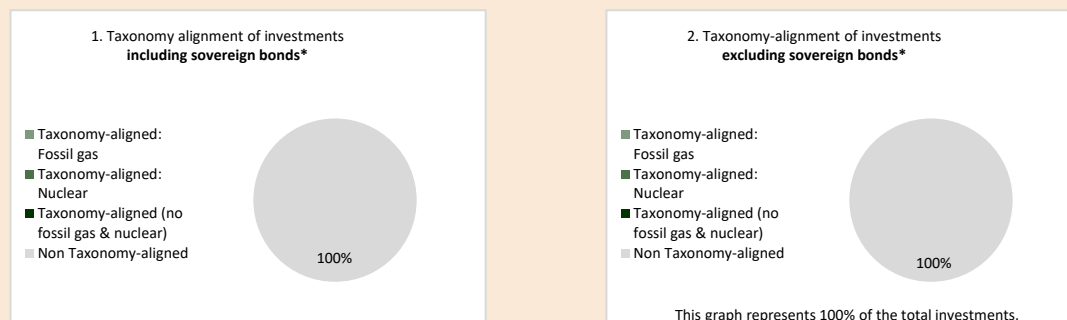 1. Taxonomy alignment of investments
including sovereign bonds*
Taxonomy-aligned:
Fossil gas
Taxonomy-aligned:
Nuclear
Taxonomy-aligned (no
fossil gas & nuclear)
Non Taxonomy-aligned
100%
2. Taxonomy-alignment of investments
excluding sovereign bonds*
Taxonomy-aligned:
Fossil gas
Taxonomy-aligned:
Nuclear
Taxonomy-aligned (no
fossil gas & nuclear)
Non Taxonomy-aligned
100%
This graph represents 100% of the total investments.